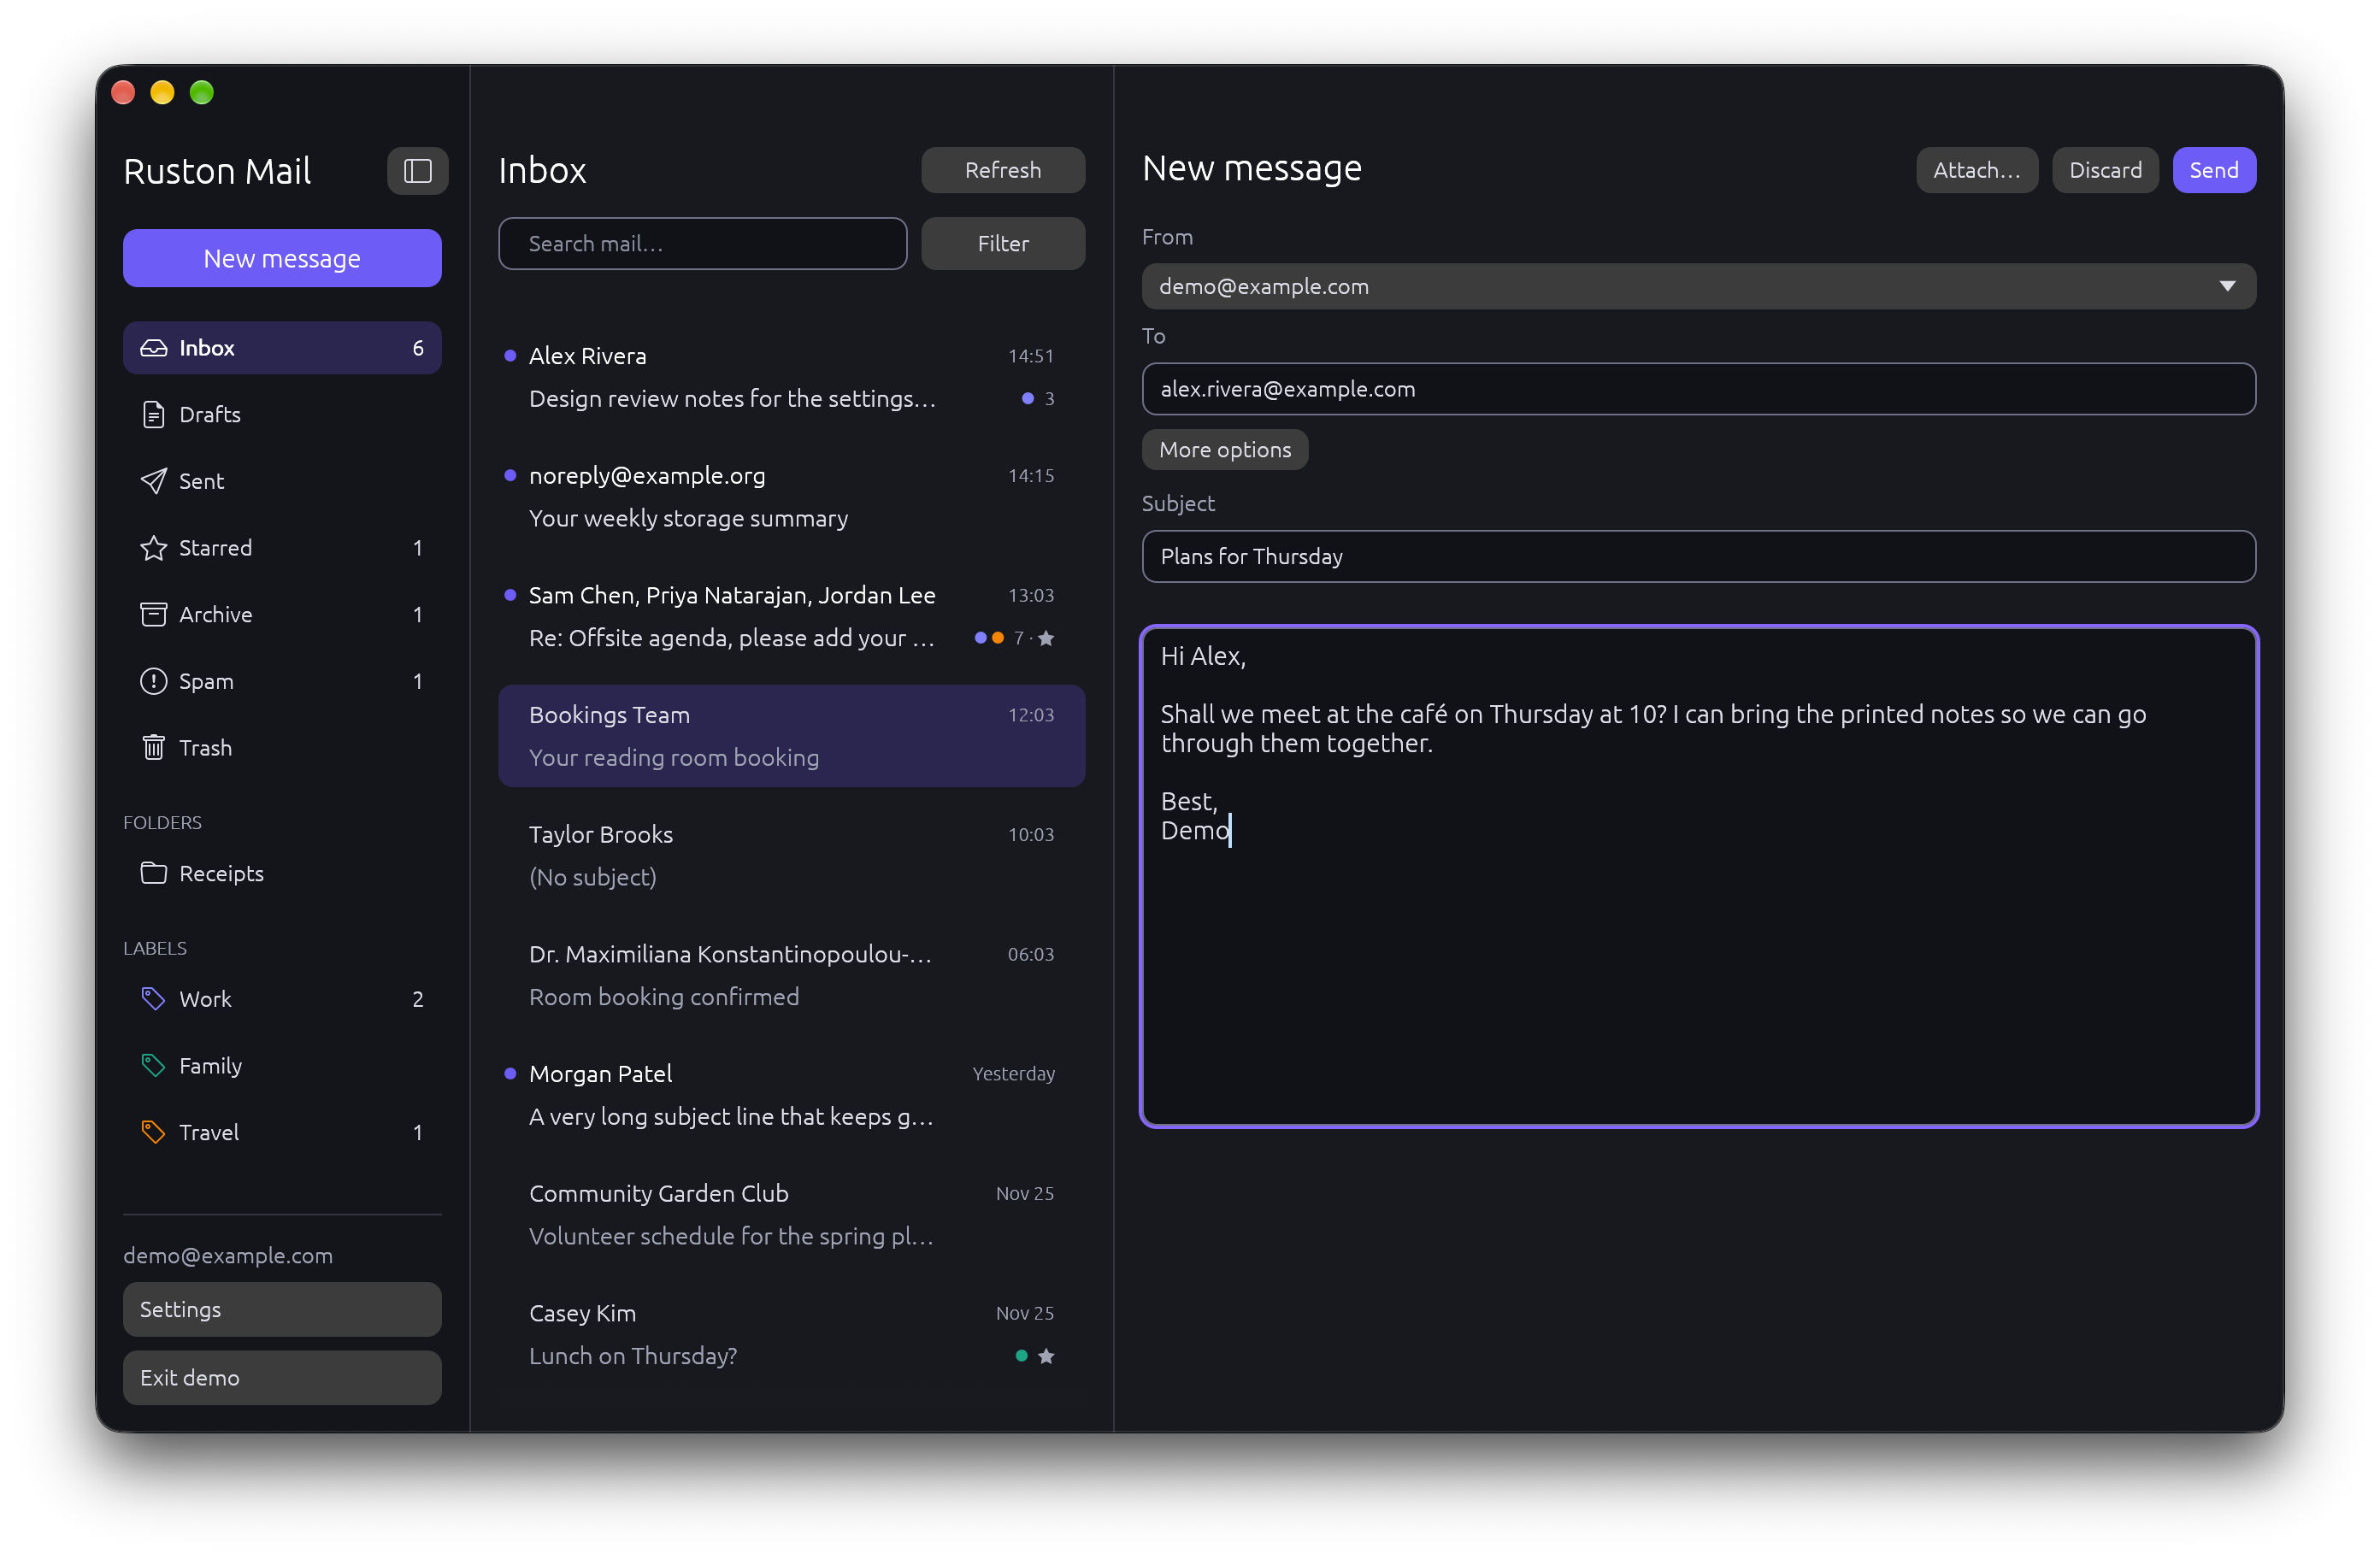 Ruston Mail
New message
Inbox 6
Drafts
Sent
Starred 1
Archive 1
Spam 1
Trash
FOLDERS
Receipts
LABELS
Work 2
Family
Travel 1
demo@example.com
Settings
Exit demo
Inbox
Refresh
Search mail…
Filter
Alex Rivera 14:51
Design review notes for the settings… 3
noreply@example.org 14:15
Your weekly storage summary
Sam Chen, Priya Natarajan, Jordan Lee 13:03
Re: Offsite agenda, please add your … 7 · ★
Bookings Team 12:03
Your reading room booking
Taylor Brooks 10:03
(No subject)
Dr. Maximiliana Konstantinopoulou-… 06:03
Room booking confirmed
Morgan Patel Yesterday
A very long subject line that keeps g…
Community Garden Club Nov 25
Volunteer schedule for the spring pl…
Casey Kim Nov 25
Lunch on Thursday? ★
New message
Attach… Discard Send
From
demo@example.com
To
alex.rivera@example.com
More options
Subject
Plans for Thursday
Hi Alex,
Shall we meet at the café on Thursday at 10? I can bring the printed notes so we can go
through them together.
Best,
Demo